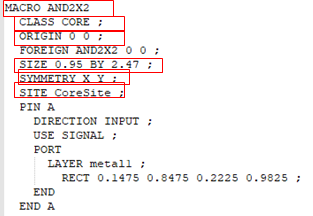 MACRO AND2X2
CLASS CORE ;
ORIGIN 0 0 ;
FOREIGN AND2X2 0 0 ;
SIZE 0.95 BY 2.47 ;
SYMMETRY X Y ;
SITE CoreSite ;
PIN A
DIRECTION INPUT ;
USE SIGNAL ;
PORT
LAYER metal1 ;
RECT 0.1475 0.8475 0.2225 0.9825 ;
END
END A